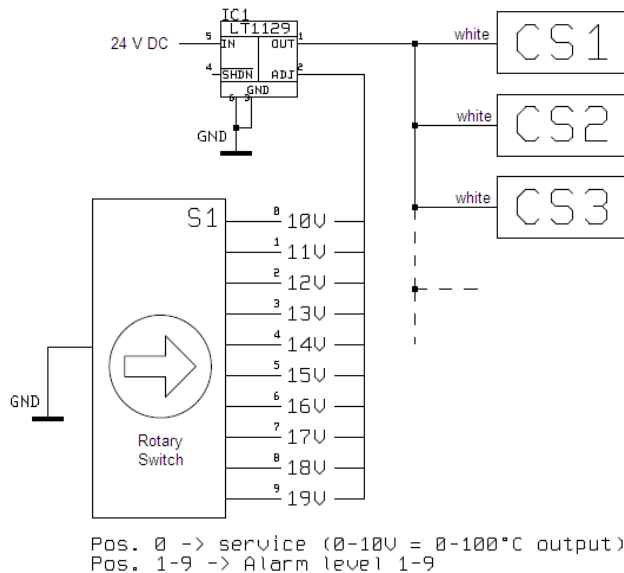 IC1
LT1129
24 V DC
5
IN
OUT
1
4
SHDN
ADJ
2
GND
6
3
GND
white
CS1
white
CS2
white
CS3
S1
0
10V
1
11V
2
12V
3
13V
4
14V
5
15V
6
16V
7
17V
8
18V
9
19V
GND
Rotary
Switch
Pos. 0 -> service (0-10V = 0-100°C output)
Pos. 1-9 -> Alarm level 1-9